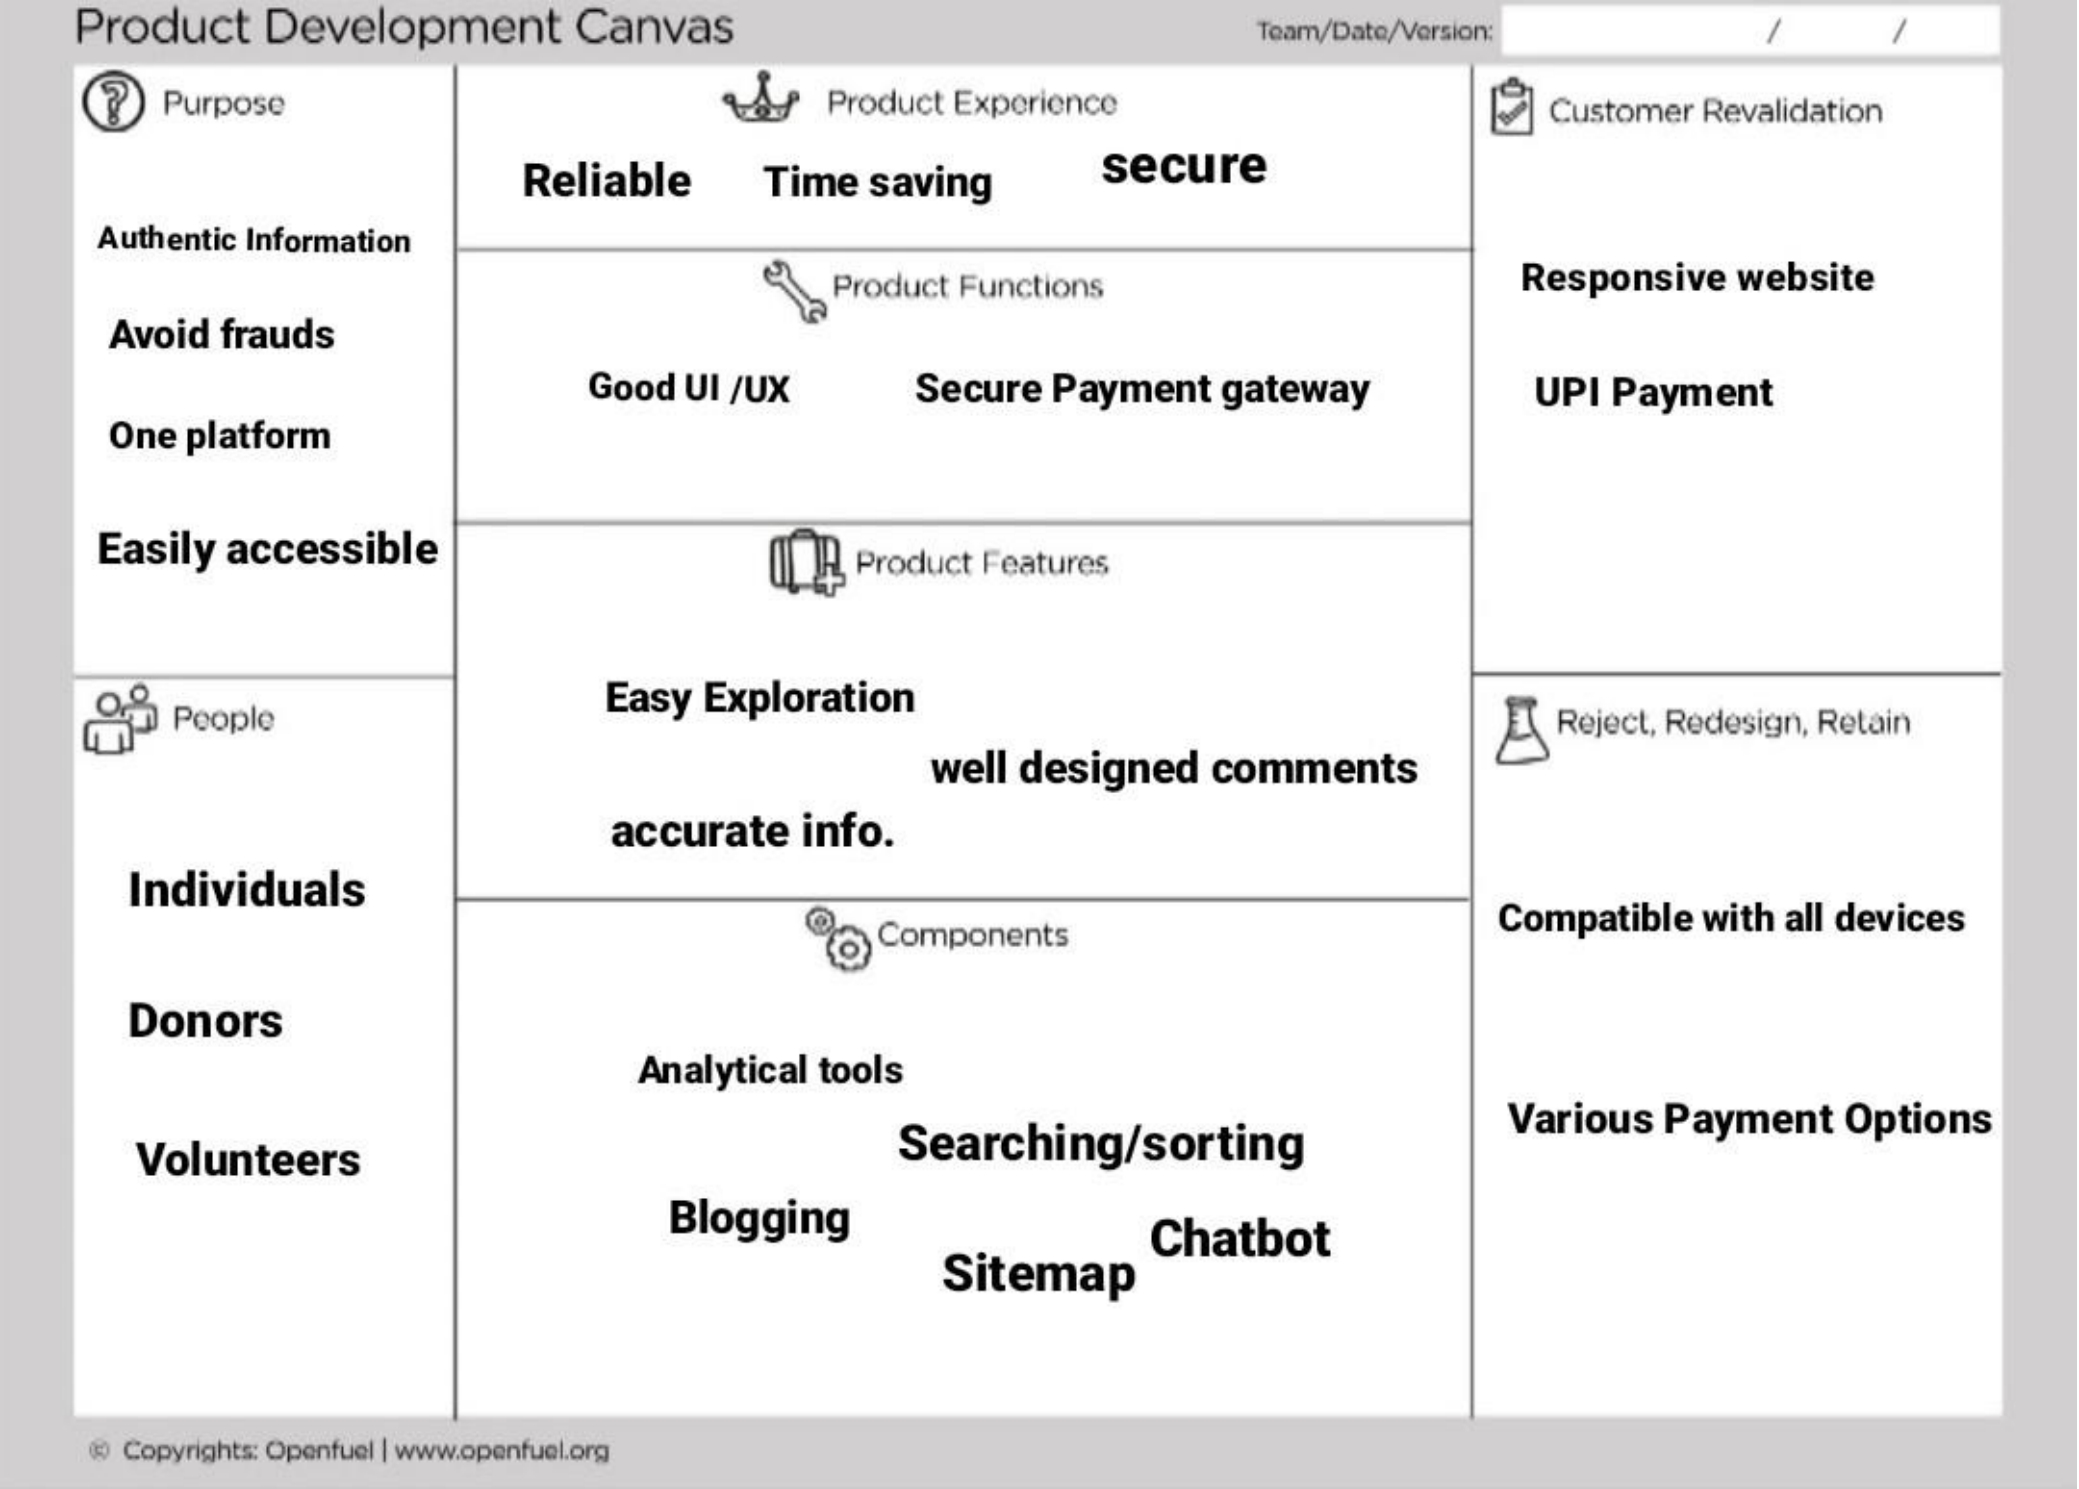 Product Development Canvas
Team/Date/Version: / /
Purpose
Authentic Information
Avoid frauds
One platform
Easily accessible
People
Individuals
Donors
Volunteers
Product Experience
Reliable Time saving secure
Product Functions
Good UI /UX Secure Payment gateway
Product Features
Easy Exploration
well designed comments
accurate info.
Components
Analytical tools
Searching/sorting
Blogging
Chatbot
Sitemap
Customer Revalidation
Responsive website
UPI Payment
Reject, Redesign, Retain
Compatible with all devices
Various Payment Options
© Copyrights: Openfuel | www.openfuel.org